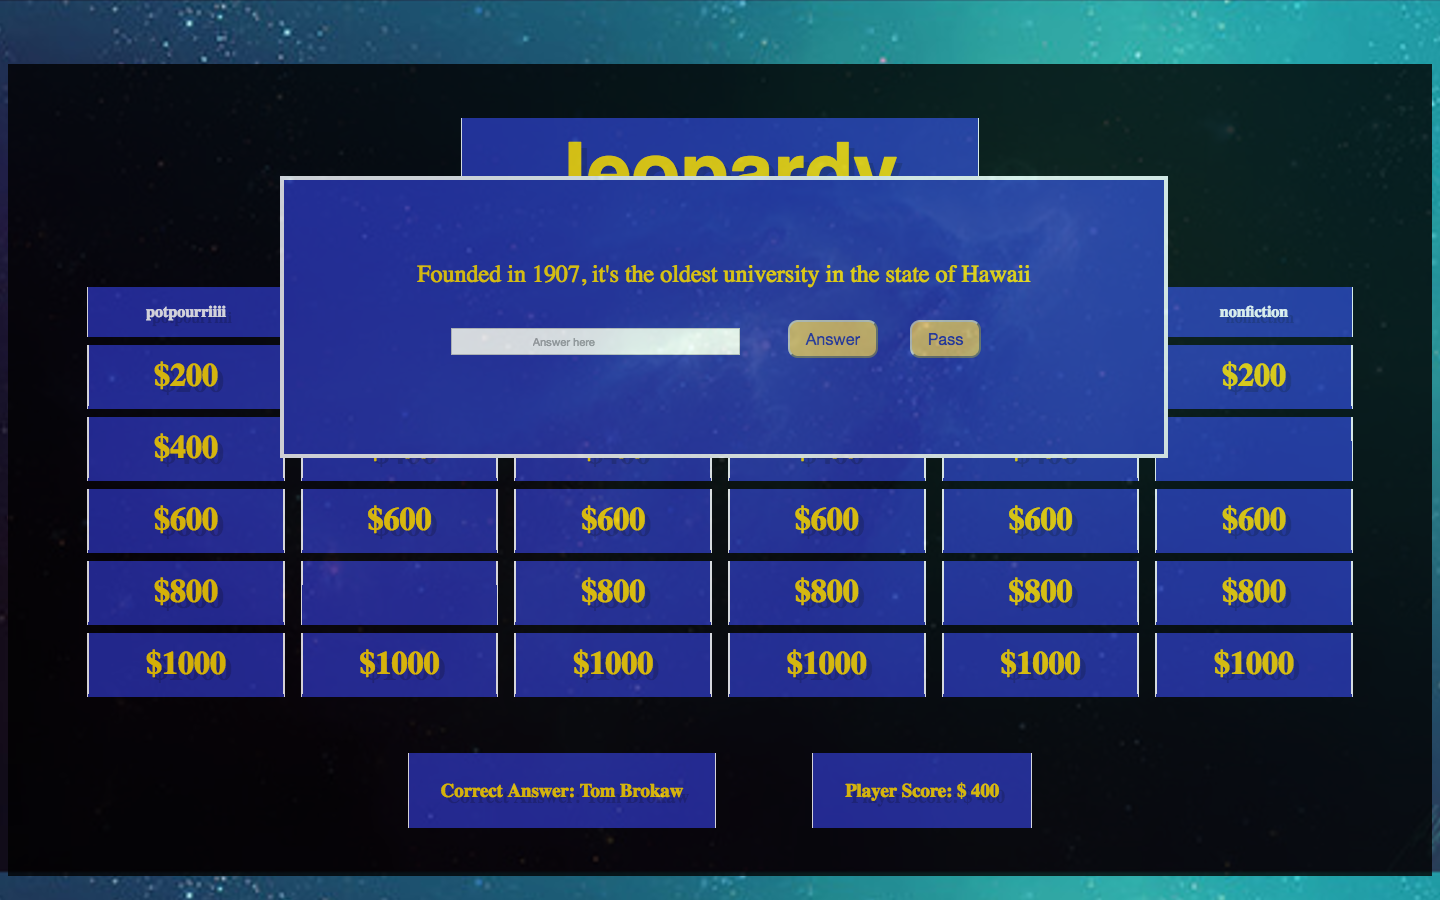 leopardy
Founded in 1907, it's the oldest university in the state of Hawaii
Answer here
Answer
Pass
potpourriiii
nonfiction
$200
$200
$400
$600
$600
$600
$600
$600
$600
$800
$800
$800
$800
$800
$1000
$1000
$1000
$1000
$1000
$1000
Correct Answer: Tom Brokaw
Player Score: $ 400